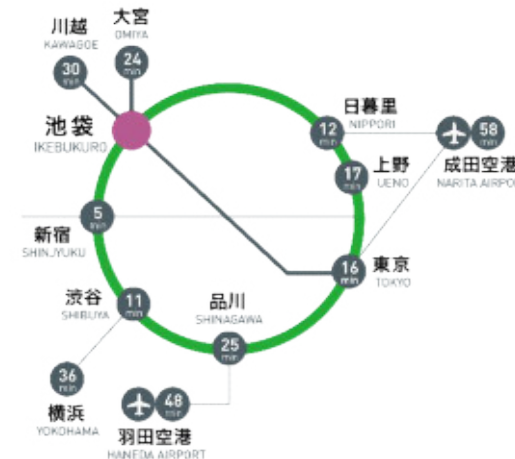 川越
KAWAGOE
30
min
大宮
OMIYA
24
min
池袋
IKEBUKURO
日暮里
NIPPORI
12
min
58
min
成田空港
NARITA AIRPO
上野
UENO
17
min
5
min
新宿
SHINJYUKU
16
min
東京
TOKYO
渋谷
SHIBUYA
11
min
品川
SHINAGAWA
25
min
36
min
横浜
YOKOHAMA
48
min
羽田空港
HANEDA AIRPORT